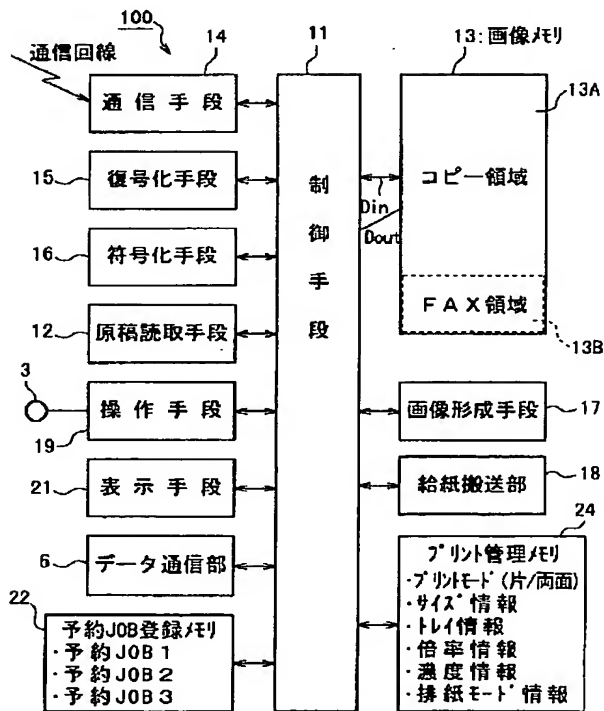 100
通信回線
14
通信手段
11
制御手段
13:画像メモリ
13A
コピー領域
Din
Dout
FAX領域
13B
15
復号化手段
16
符号化手段
12
原稿読取手段
3
操作手段
19
画像形成手段
17
21
表示手段
給紙搬送部
18
6
データ通信部
24
プリント管理メモリ
・プリントモード(片/両面)
・サイズ情報
・トレイ情報
・倍率情報
・濃度情報
・排紙モード情報
22
予約JOB登録メモリ
・予約JOB1
・予約JOB2
・予約JOB3